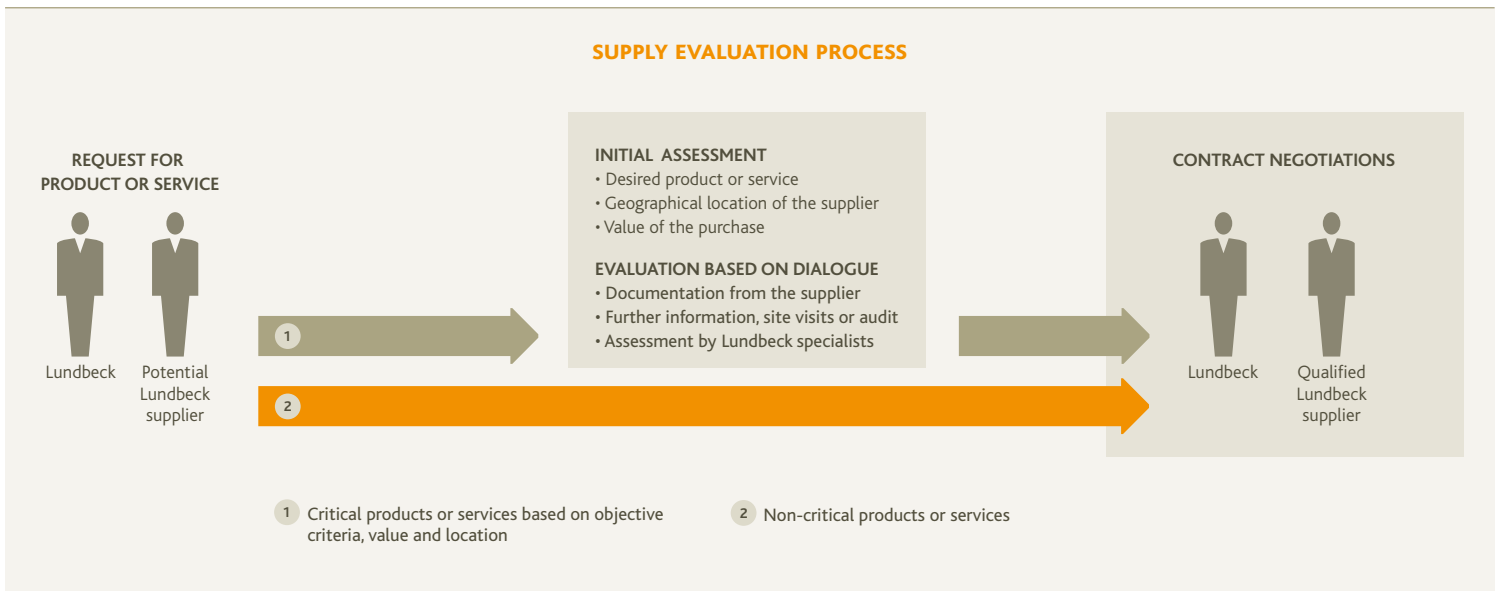 SUPPLY EVALUATION PROCESS
REQUEST FOR
PRODUCT OR SERVICE
Lundbeck
Potential
Lundbeck
supplier
1
2
INITIAL ASSESSMENT
• Desired product or service
• Geographical location of the supplier
• Value of the purchase
EVALUATION BASED ON DIALOGUE
• Documentation from the supplier
• Further information, site visits or audit
• Assessment by Lundbeck specialists
CONTRACT NEGOTIATIONS
Lundbeck
Qualified
Lundbeck
supplier
1 Critical products or services based on objective
criteria, value and location
2 Non-critical products or services